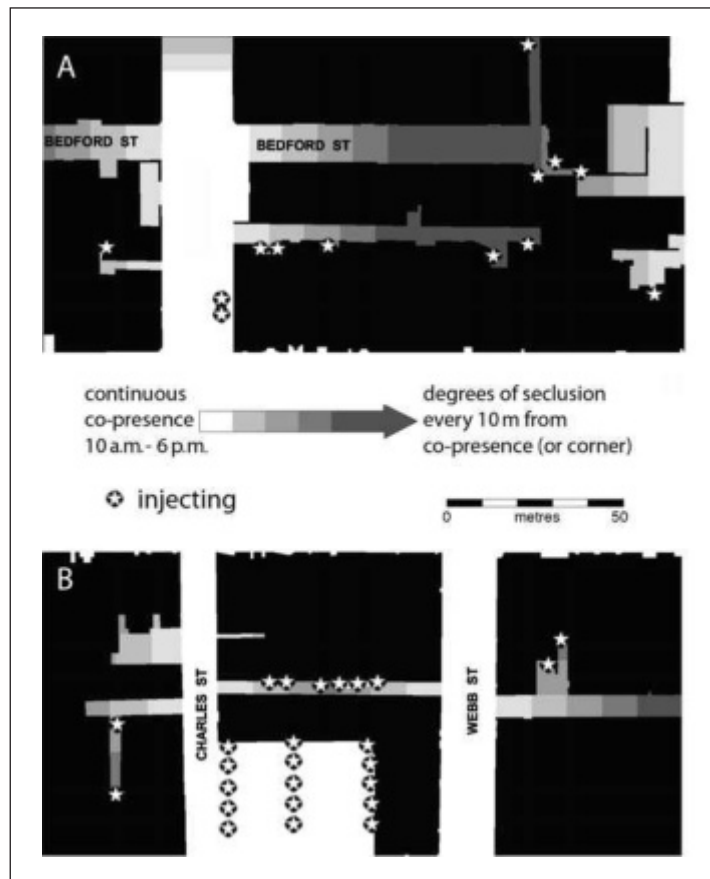 A
BEDFORD ST
BEDFORD ST
continuous
co-presence
10 a.m. - 6 p.m.
degrees of seclusion
every 10 m from
co-presence (or corner)
injecting
0 metres 50
B
CHARLES ST
WEBB ST